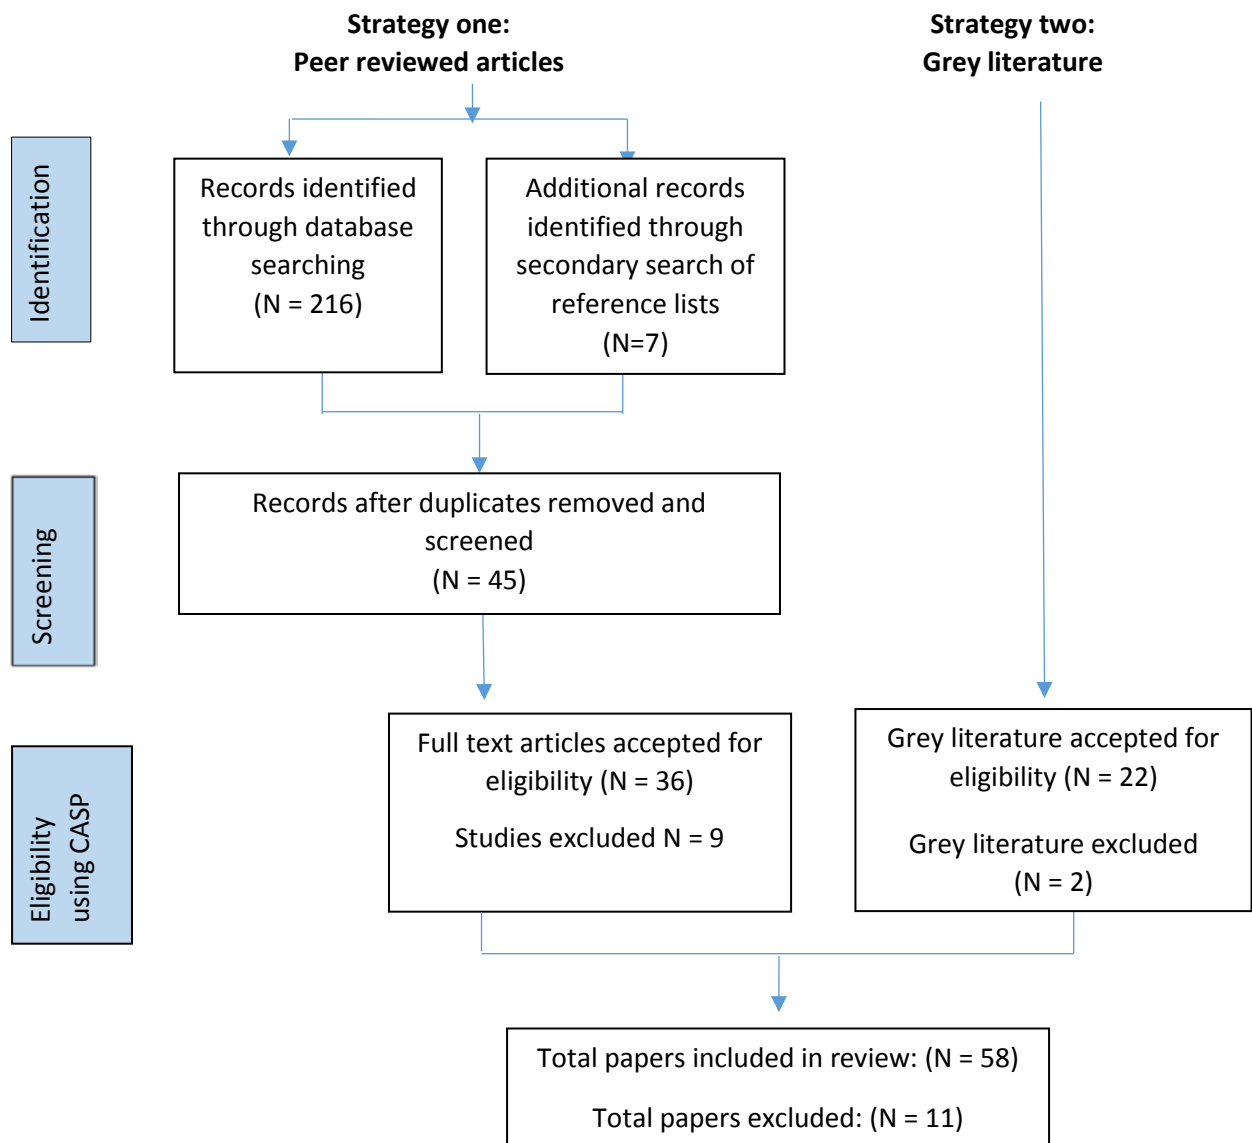 Strategy one:
Peer reviewed articles
Strategy two:
Grey literature
Identification
Records identified
through database
searching
(N = 216)
Additional records
identified through
secondary search of
reference lists
(N=7)
Screening
Records after duplicates removed and
screened
(N = 45)
Eligibility
using CASP
Full text articles accepted for
eligibility (N = 36)
Studies excluded N = 9
Grey literature accepted for
eligibility (N = 22)
Grey literature excluded
(N = 2)
Total papers included in review: (N = 58)
Total papers excluded: (N = 11)